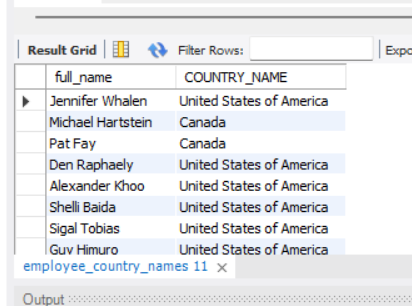 Result Grid Filter Rows: Expo
full_name COUNTRY_NAME
Jennifer Whalen United States of America
Michael Hartstein Canada
Pat Fay Canada
Den Raphaely United States of America
Alexander Khoo United States of America
Shelli Baida United States of America
Sigal Tobias United States of America
Guy Himuro United States of America
employee_country_names 11 ×
Output